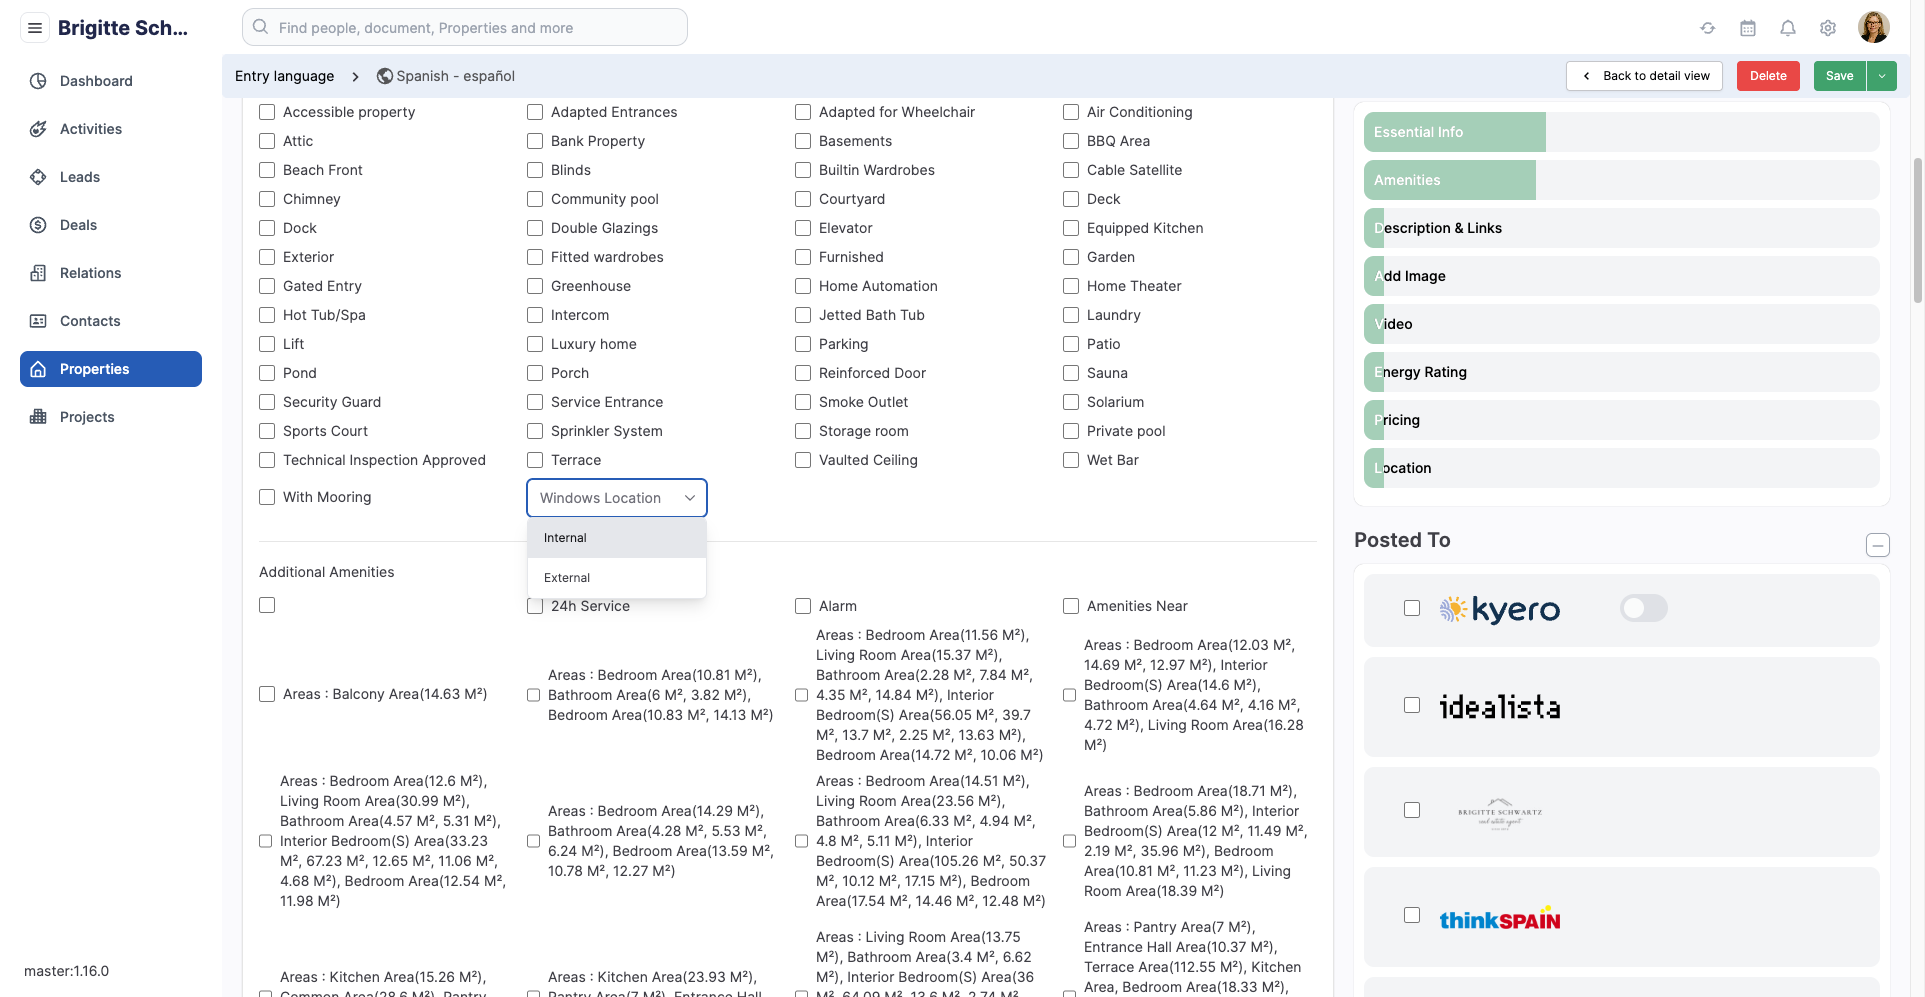 Brigitte Sch...
Find people, document, Properties and more
Entry language
Spanish - español
Back to detail view
Delete
Save
Dashboard
Activities
Leads
Deals
Relations
Contacts
Properties
Projects
master:1.16.0
Accessible property
Adapted Entrances
Adapted for Wheelchair
Air Conditioning
Attic
Bank Property
Basements
BBQ Area
Beach Front
Blinds
Builtin Wardrobes
Cable Satellite
Chimney
Community pool
Courtyard
Deck
Dock
Double Glazings
Elevator
Equipped Kitchen
Exterior
Fitted wardrobes
Furnished
Garden
Gated Entry
Greenhouse
Home Automation
Home Theater
Hot Tub/Spa
Intercom
Jetted Bath Tub
Laundry
Lift
Luxury home
Parking
Patio
Pond
Porch
Reinforced Door
Sauna
Security Guard
Service Entrance
Smoke Outlet
Solarium
Sports Court
Sprinkler System
Storage room
Private pool
Technical Inspection Approved
Terrace
Vaulted Ceiling
Wet Bar
With Mooring
Windows Location
Internal
External
Additional Amenities
24h Service
Alarm
Amenities Near
Areas : Balcony Area(14.63 M²)
Areas : Bedroom Area(10.81 M²),
Bathroom Area(6 M², 3.82 M²),
Bedroom Area(10.83 M², 14.13 M²)
Areas : Bedroom Area(11.56 M²),
Living Room Area(15.37 M²),
Bathroom Area(2.28 M², 7.84 M²,
4.35 M², 14.84 M²), Interior
Bedroom(S) Area(56.05 M², 39.7
M², 13.7 M², 2.25 M², 13.63 M²),
Bedroom Area(14.72 M², 10.06 M²)
Areas : Bedroom Area(12.03 M²,
14.69 M², 12.97 M²), Interior
Bedroom(S) Area(14.6 M²),
Bathroom Area(4.64 M², 4.16 M²,
4.72 M²), Living Room Area(16.28
M²)
Areas : Bedroom Area(12.6 M²),
Living Room Area(30.99 M²),
Bathroom Area(4.57 M², 5.31 M²),
Interior Bedroom(S) Area(33.23
M², 67.23 M², 12.65 M², 11.06 M²,
4.68 M²), Bedroom Area(12.54 M²,
11.98 M²)
Areas : Bedroom Area(14.29 M²),
Bathroom Area(4.28 M², 5.53 M²,
6.24 M²), Bedroom Area(13.59 M²,
10.78 M², 12.27 M²)
Areas : Bedroom Area(14.51 M²),
Living Room Area(23.56 M²),
Bathroom Area(6.33 M², 4.94 M²,
4.8 M², 5.11 M²), Interior
Bedroom(S) Area(105.26 M², 50.37
M², 10.12 M², 17.15 M²), Bedroom
Area(17.54 M², 14.46 M², 12.48 M²)
Areas : Bedroom Area(18.71 M²),
Bathroom Area(5.86 M²), Interior
Bedroom(S) Area(12 M², 11.49 M²,
2.19 M², 35.96 M²), Bedroom
Area(10.81 M², 11.23 M²), Living
Room Area(18.39 M²)
Areas : Kitchen Area(15.26 M²),
Common Area(28.6 M²), Pantry
Areas : Kitchen Area(23.93 M²),
Pantry Area(7 M²), Entrance Hall
Areas : Living Room Area(13.75
M²), Bathroom Area(3.4 M², 6.62
M²), Interior Bedroom(S) Area(36
M², 64.09 M², 13.6 M², 2.74 M²,
Areas : Pantry Area(7 M²),
Entrance Hall Area(10.37 M²),
Terrace Area(112.55 M²), Kitchen
Area, Bedroom Area(18.33 M²),
Essential Info
Amenities
Description & Links
Add Image
Video
Energy Rating
Pricing
Location
Posted To
kyero
idealista
BRIGITTE SCHWARTZ
real estate agent
thinkSPAIN